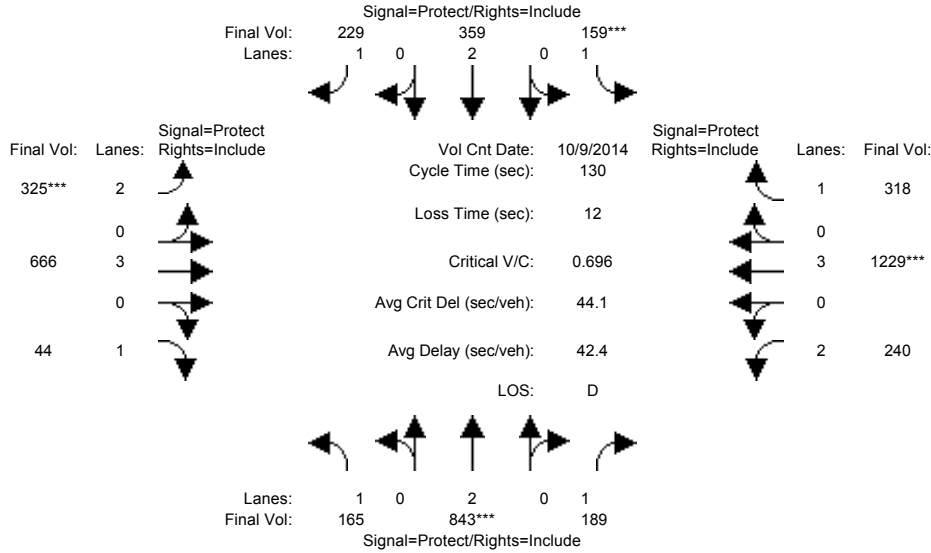 Signal=Protect/Rights=Include
Final Vol: 229 359 159***
Lanes: 1 0 2 0 1
Signal=Protect Signal=Protect
Final Vol: Lanes: Rights=Include Vol Cnt Date: 10/9/2014 Rights=Include Lanes: Final Vol:
Cycle Time (sec): 130
325*** 2 1 318
Loss Time (sec): 12
0 0
666 3 Critical V/C: 0.696 3 1229***
0 Avg Crit Del (sec/veh): 44.1 0
44 1 Avg Delay (sec/veh): 42.4 2 240
LOS: D
Lanes: 1 0 2 0 1
Final Vol: 165 843*** 189
Signal=Protect/Rights=Include